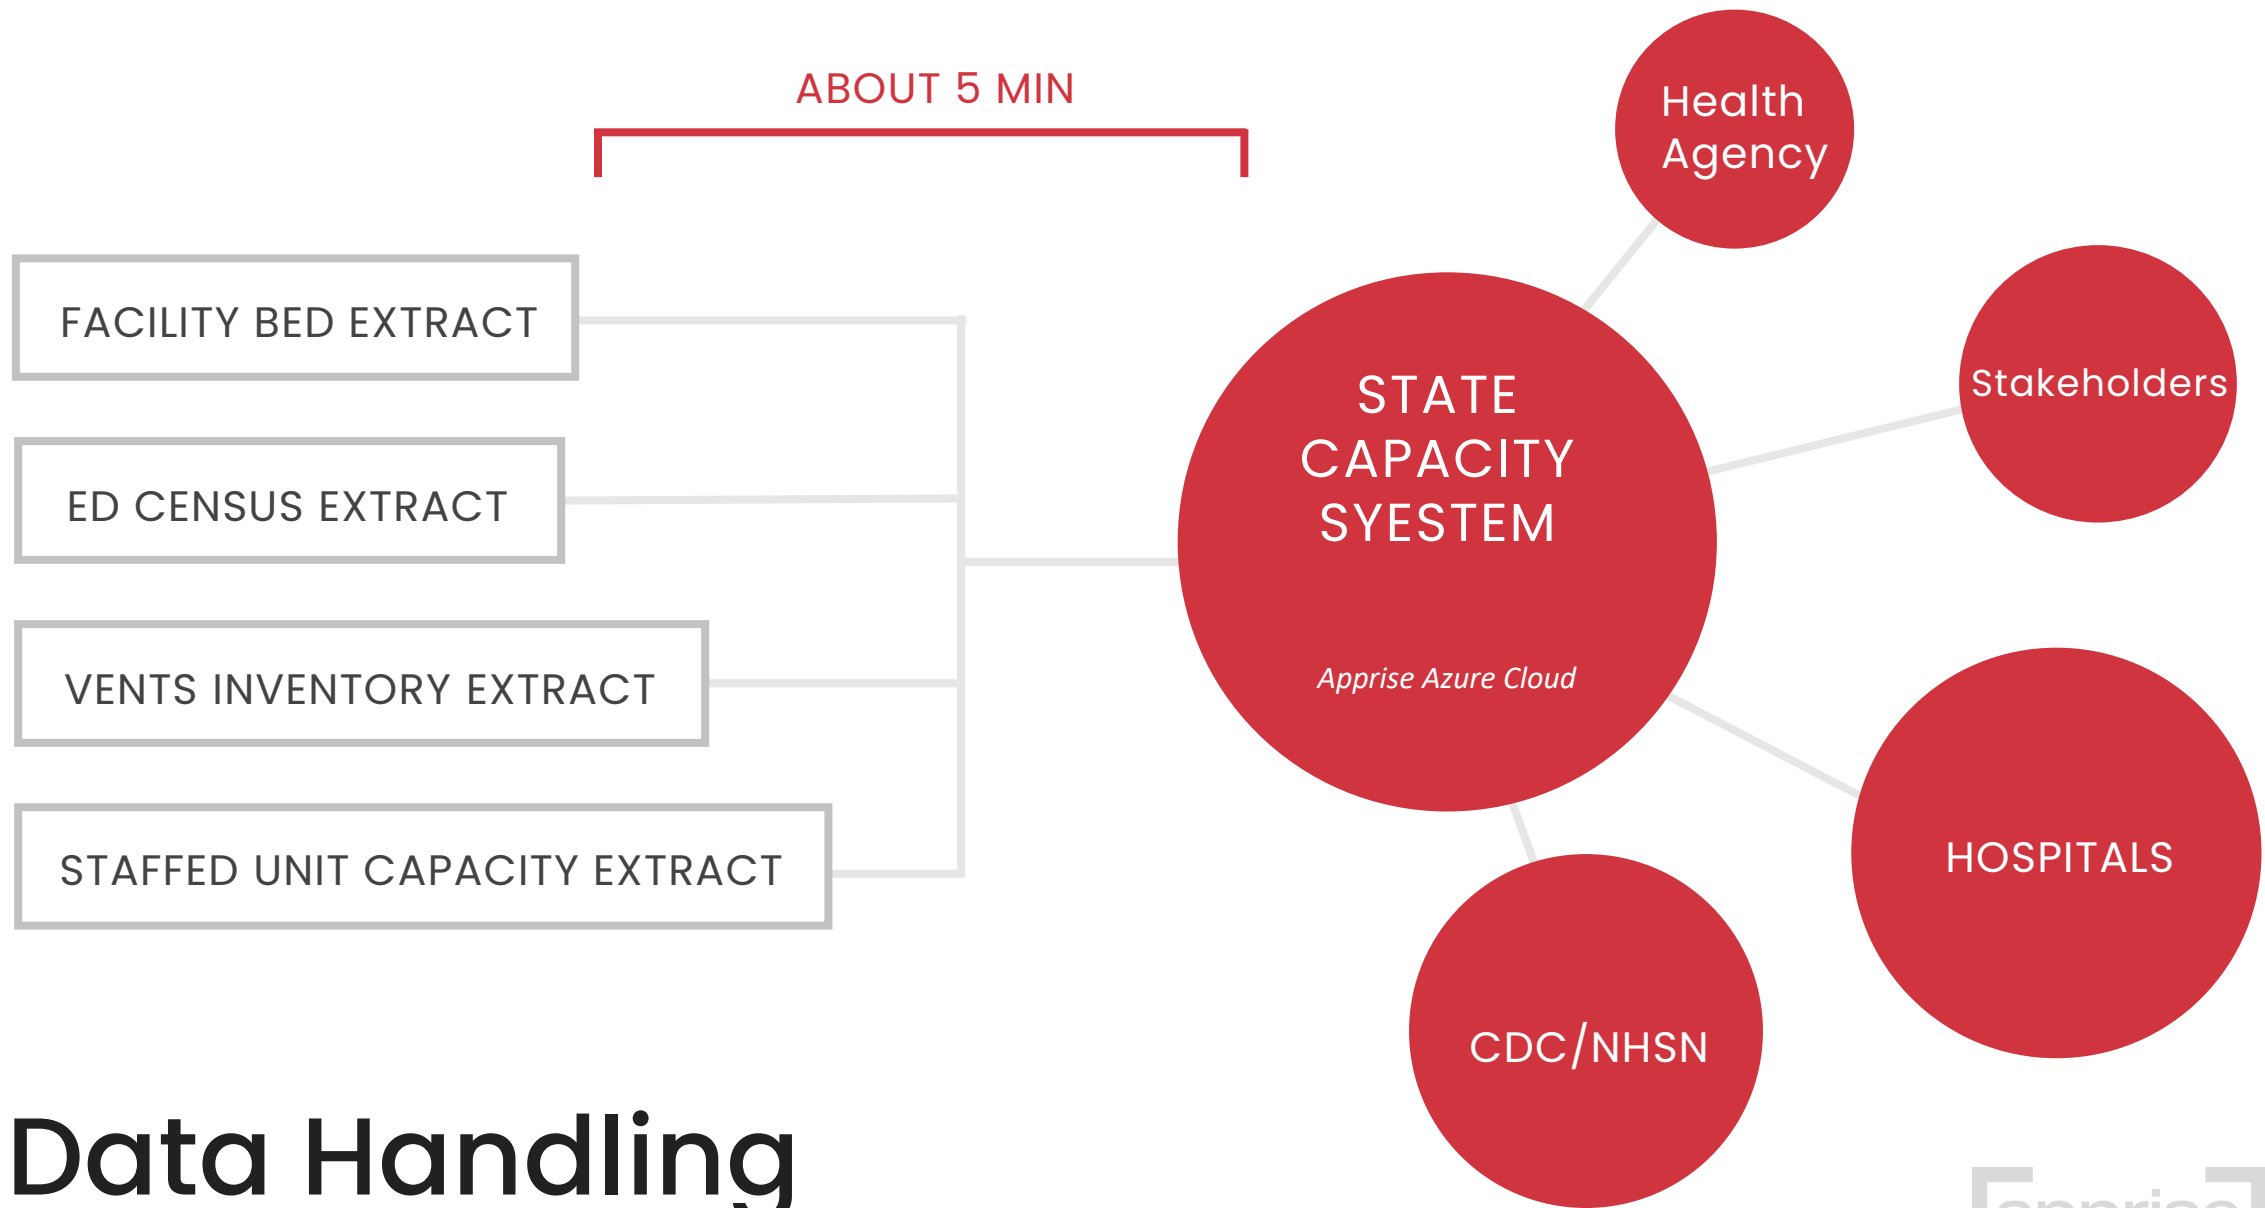 ABOUT 5 MIN
Health
Agency
FACILITY BED EXTRACT
Stakeholders
STATE
CAPACITY
SYESTEM
ED CENSUS EXTRACT
Apprise Azure Cloud
VENTS INVENTORY EXTRACT
STAFFED UNIT CAPACITY EXTRACT
HOSPITALS
CDC/NHSN
Data Handling
apprise